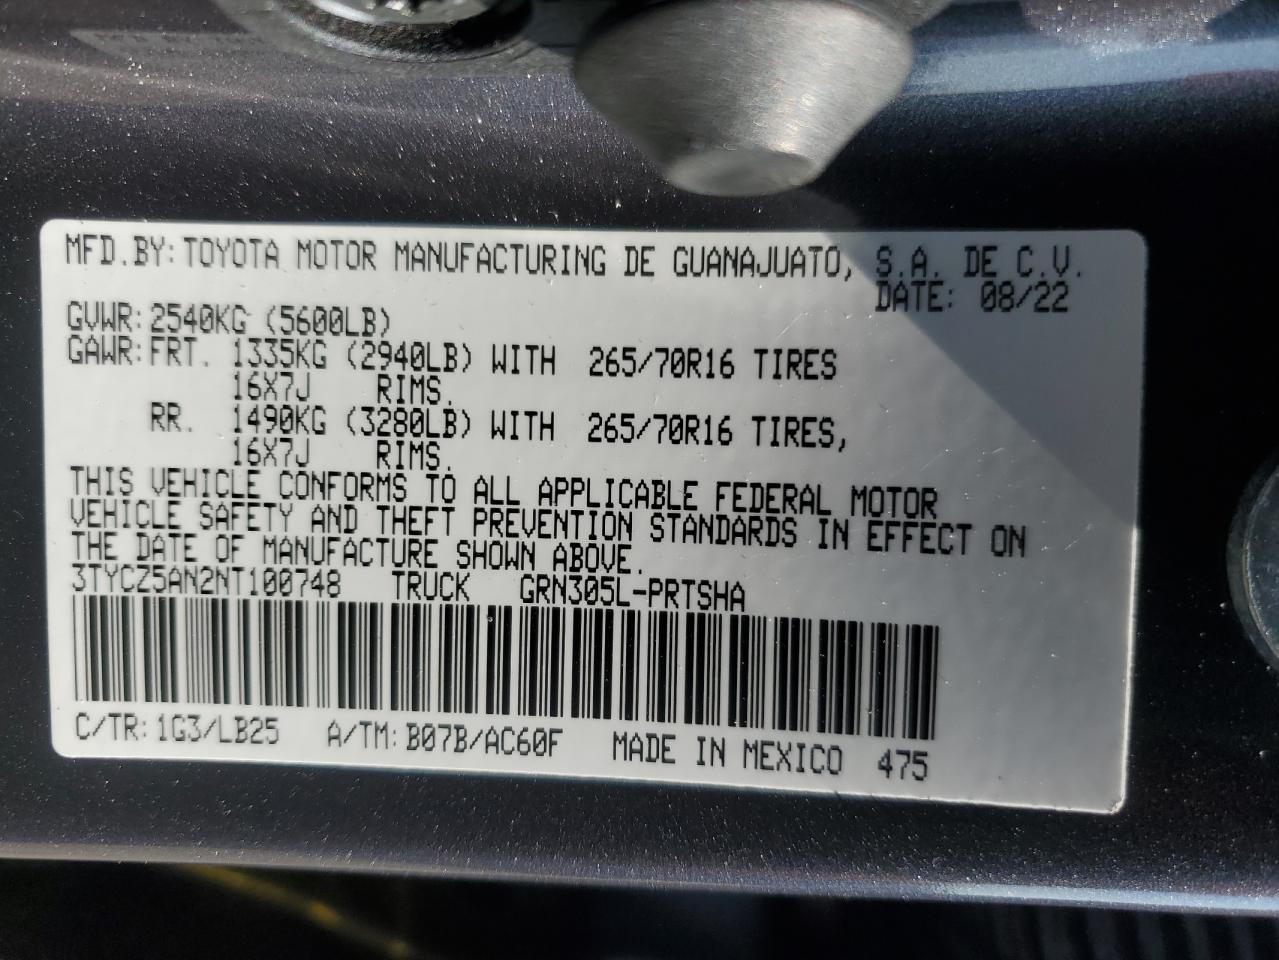 MFD.BY: TOYOTA MOTOR MANUFACTURING DE GUANAJUATO, S.A. DE C.V.
DATE: 08/22
GVWR: 2540KG (5600LB)
GAWR: FRT. 1335KG (2940LB) WITH 265/70R16 TIRES
16X7J RIMS.
RR. 1490KG (3280LB) WITH 265/70R16 TIRES,
16X7J RIMS.
THIS VEHICLE CONFORMS TO ALL APPLICABLE FEDERAL MOTOR
VEHICLE SAFETY AND THEFT PREVENTION STANDARDS IN EFFECT ON
THE DATE OF MANUFACTURE SHOWN ABOVE.
3TYCZ5AN2NT100748 TRUCK GRN305L-PRTSHA
C/TR: 1G3/LB25 A/TM: B07B/AC60F MADE IN MEXICO 475